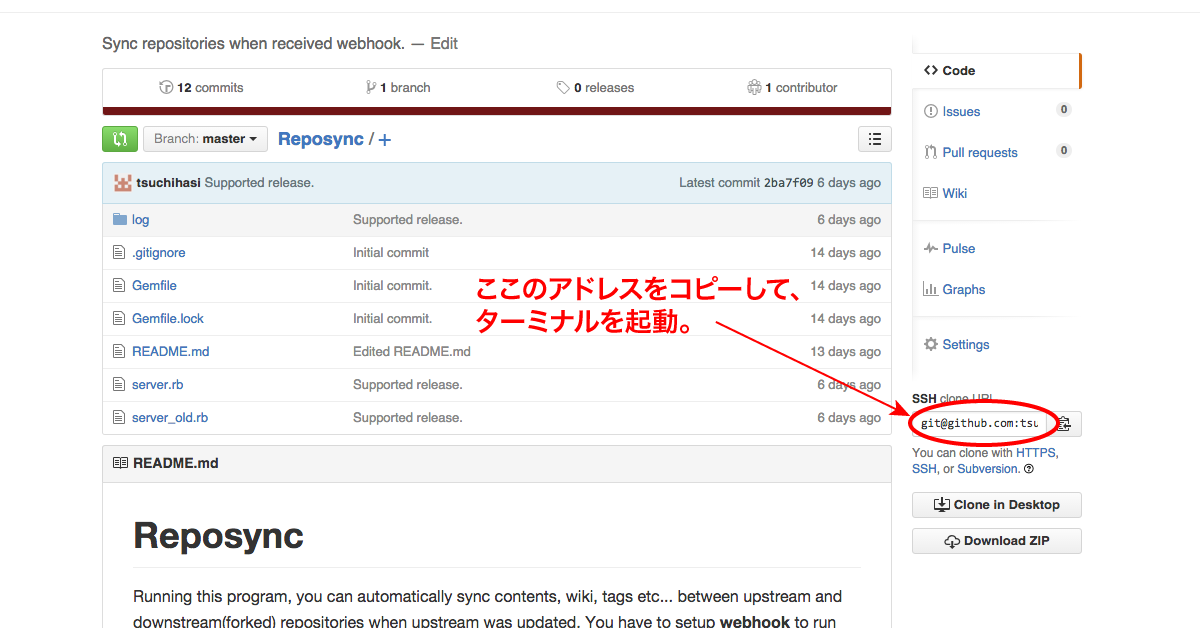 Sync repositories when received webhook. — Edit
12 commits 1 branch 0 releases 1 contributor
Branch: master Reposync / +
tsuchihasi Supported release. Latest commit 2ba7f09 6 days ago
log Supported release. 6 days ago
.gitignore Initial commit 14 days ago
Gemfile Initial commit. 14 days ago
Gemfile.lock Initial commit. 14 days ago
README.md Edited README.md 13 days ago
server.rb Supported release. 6 days ago
server_old.rb Supported release. 6 days ago
ここのアドレスをコピーして、
ターミナルを起動。
README.md
Reposync
Running this program, you can automatically sync contents, wiki, tags etc... between upstream and
downstream(forked) repositories when upstream was updated. You have to setup webhook to run
Code
Issues 0
Pull requests 0
Wiki
Pulse
Graphs
Settings
SSH clone URL
git@github.com:tsu
You can clone with HTTPS,
SSH, or Subversion.
Clone in Desktop
Download ZIP